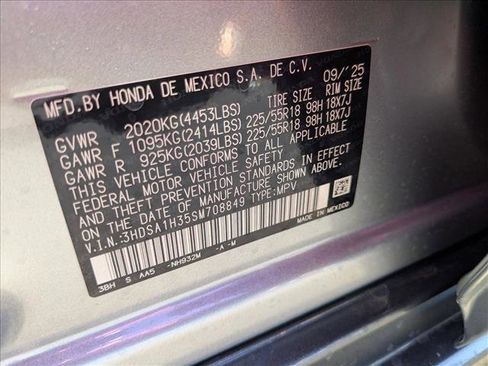 MFD.BY HONDA DE MEXICO S.A. DE C.V. 09/'25
TIRE SIZE RIM SIZE
GVWR 2020KG(4453LBS)
GAWR F 1095KG(2414LBS) 225/55R18 98H 18X7J
GAWR R 925KG(2039LBS) 225/55R18 98H 18X7J
THIS VEHICLE CONFORMS TO ALL APPLICABLE
FEDERAL MOTOR VEHICLE SAFETY
AND THEFT PREVENTION STANDARDS IN EFFECT
ON THE DATE OF MANUFACTURE SHOWN ABOVE.
V.I.N.:3HDSA1H35SM708849 TYPE:MPV
3BH S AA5 -NH932M -A -M
MADE IN MEXICO